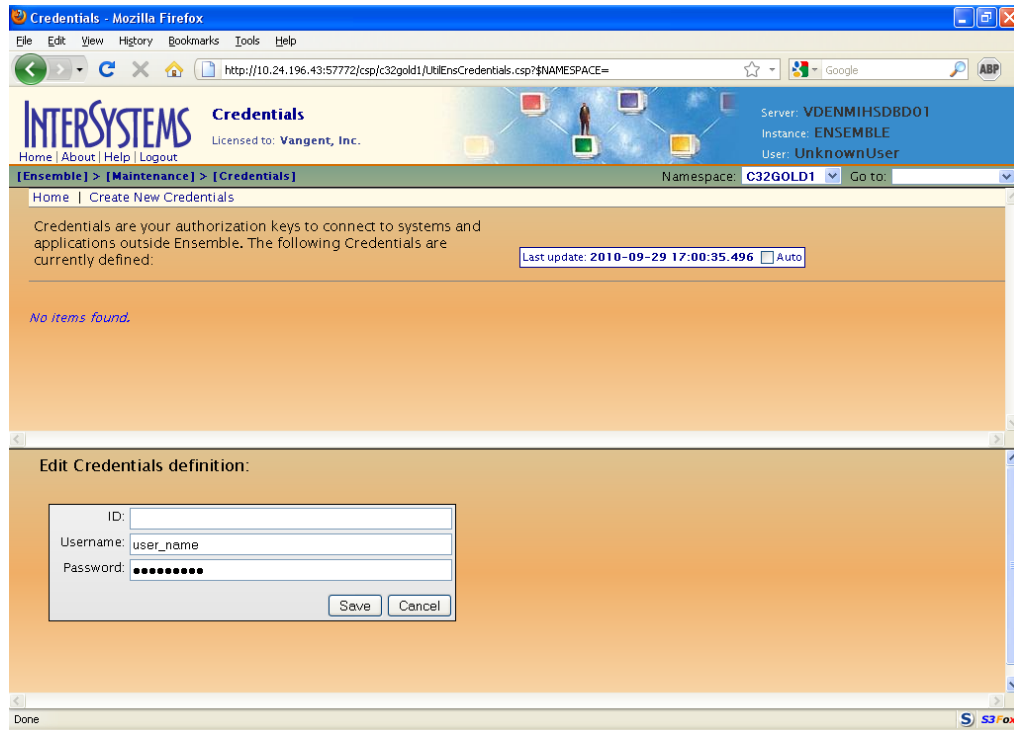 Credentials - Mozilla Firefox
File Edit View History Bookmarks Tools Help
http://10.24.196.43:57772/csp/c32gold1/UtilEnsCredentials.csp?$NAMESPACE=
Google
ABP
INTERSYSTEMS
Credentials
Licensed to: Vangent, Inc.
Home | About | Help | Logout
Server: VDENMIHSDBD01
Instance: ENSEMBLE
User: UnknownUser
[Ensemble] > [Maintenance] > [Credentials]
Namespace: C32GOLD1 Go to:
Home | Create New Credentials
Credentials are your authorization keys to connect to systems and
applications outside Ensemble. The following Credentials are
currently defined:
Last update: 2010-09-29 17:00:35.496 Auto
No items found.
Edit Credentials definition:
ID:
Username: user_name
Password: •••••••••
Save Cancel
Done
S S3Fox